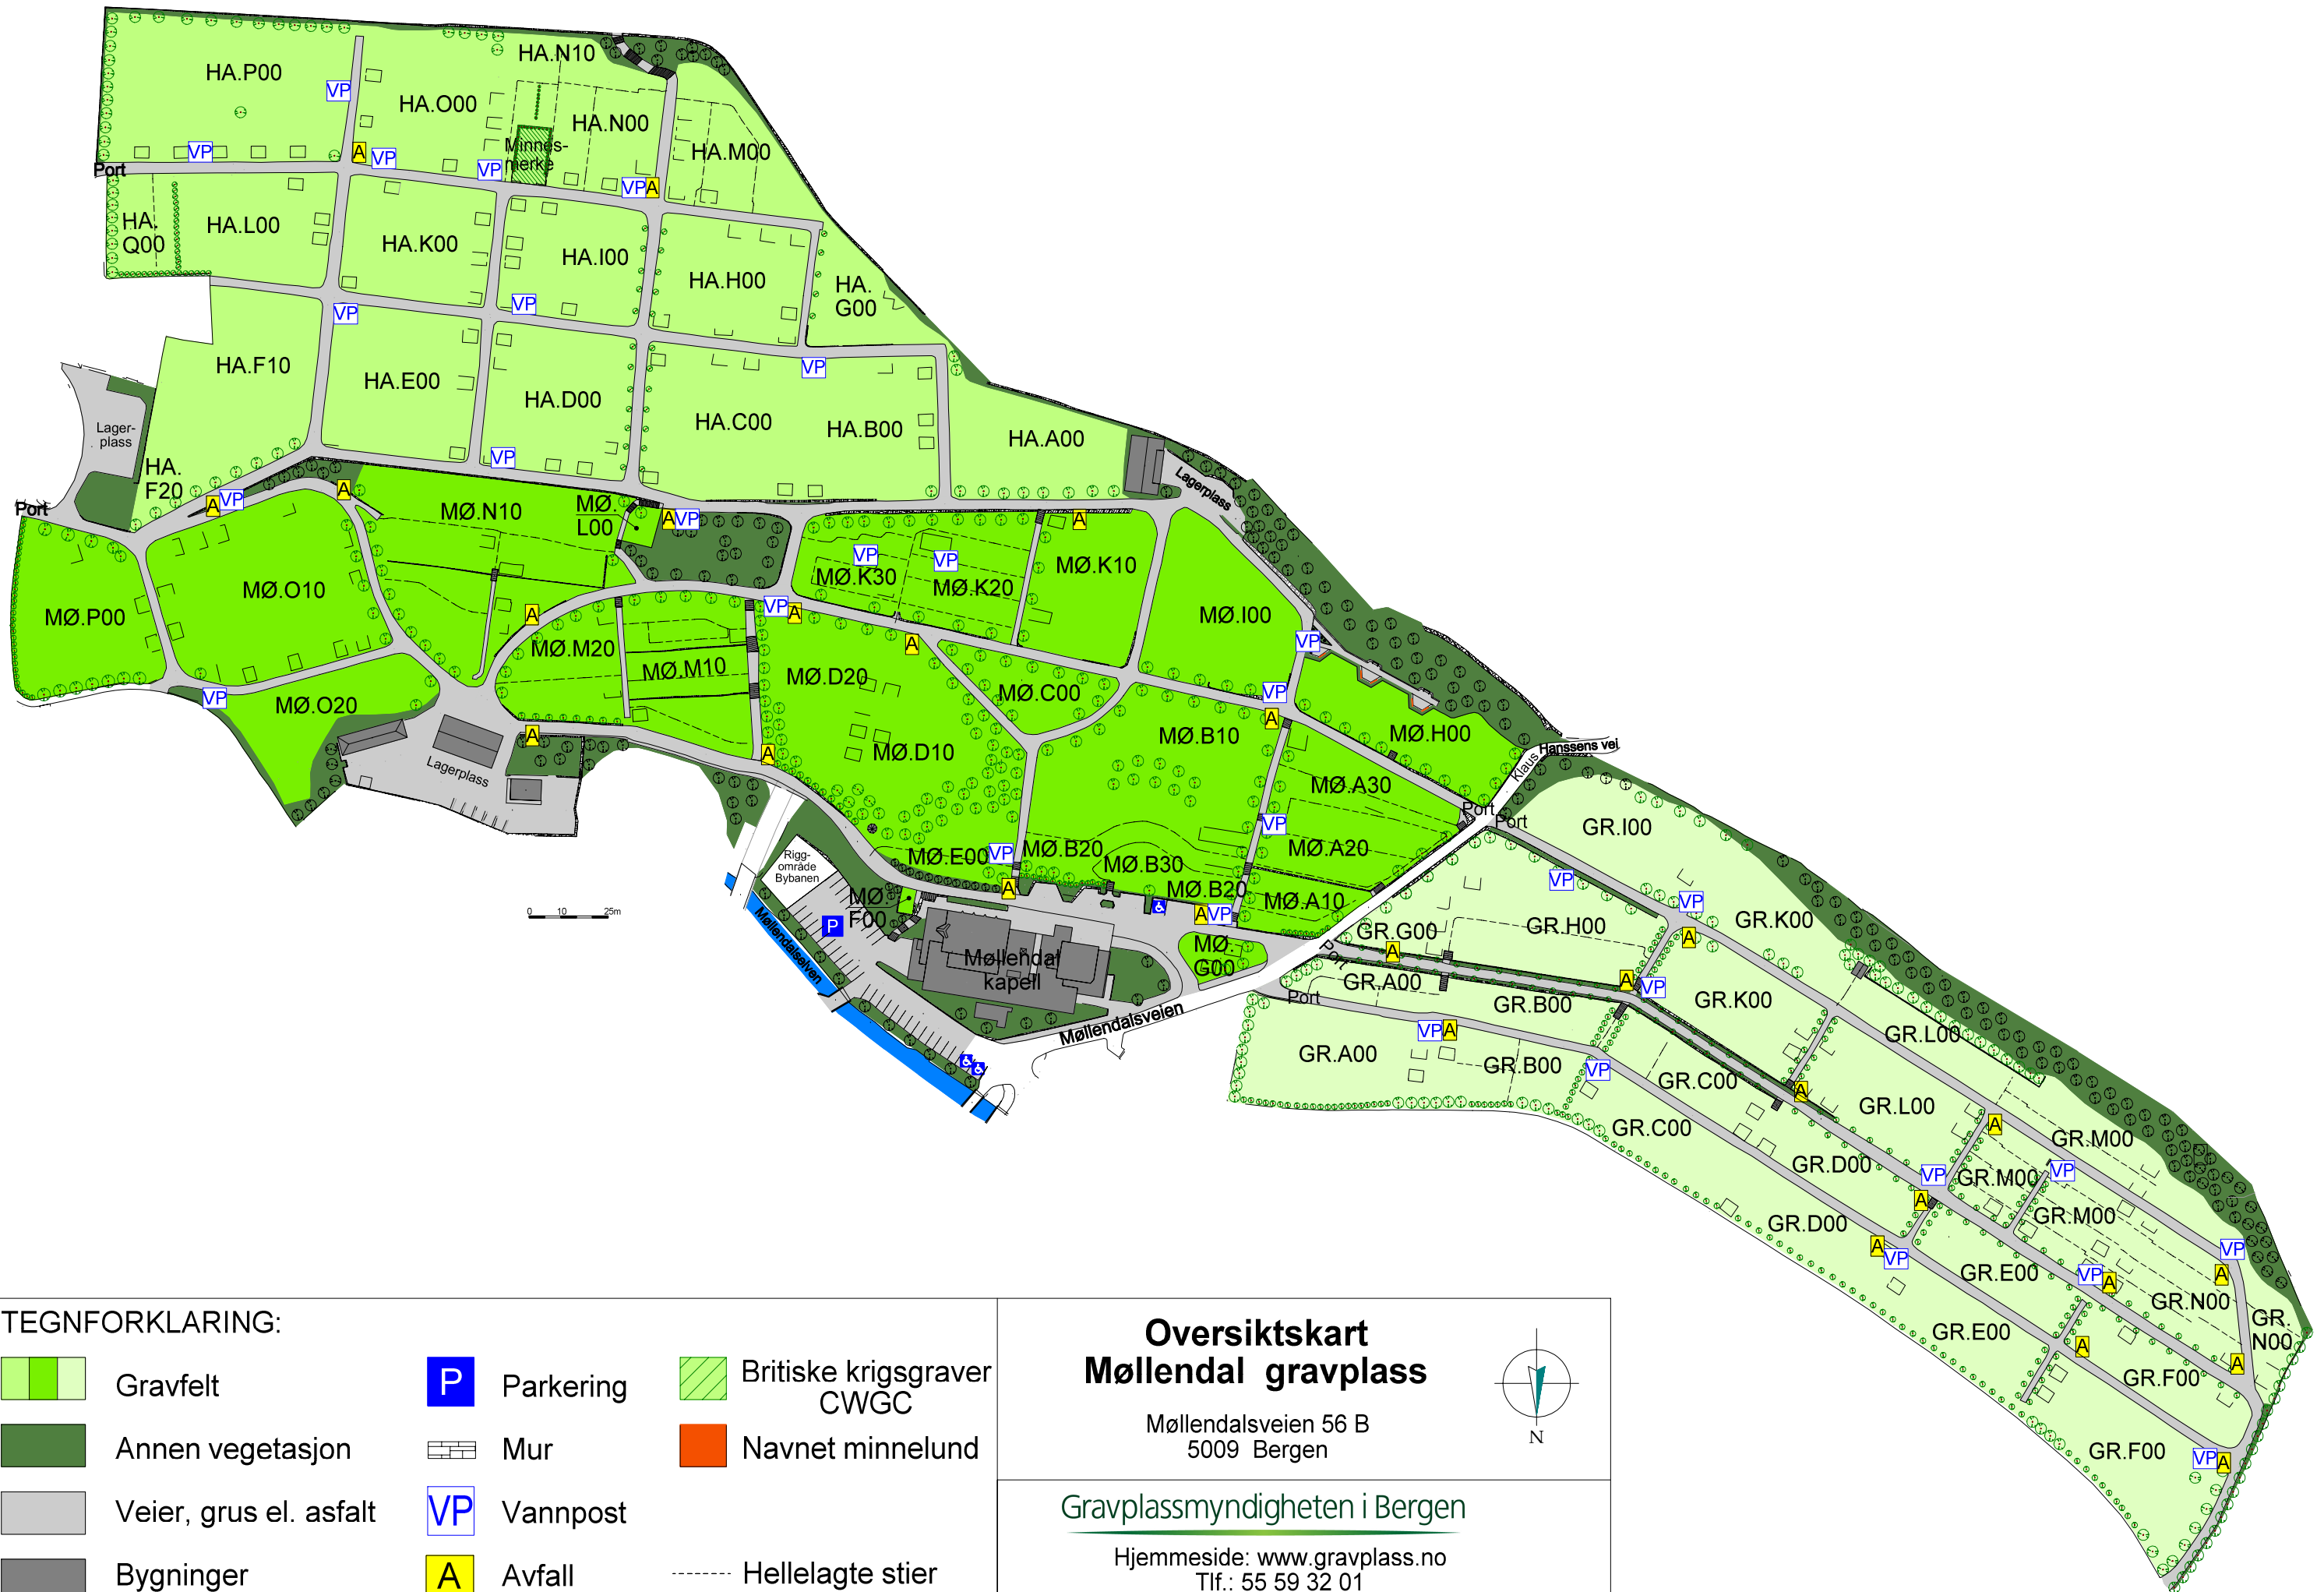 HA.P00
HA.N10
VP
HA.O00
HA.N00
Minnes-
merke
HA.M00
VP
A
VP
VP
VP
A
Port
HA.
Q00
HA.L00
HA.K00
HA.I00
HA.H00
HA.
G00
VP
VP
HA.F10
HA.E00
HA.D00
VP
HA.C00
HA.B00
HA.A00
Lager-
plass
HA.
F20
A
VP
A
VP
Lagerplass
Port
MØ.N10
MØ.
L00
A
VP
A
MØ.P00
MØ.O10
VP
VP
MØ.K30
MØ.K20
MØ.K10
MØ.I00
A
VP
A
A
VP
MØ.M20
MØ.M10
MØ.D20
MØ.C00
VP
A
VP
MØ.O20
A
Lagerplass
A
MØ.D10
MØ.B10
MØ.H00
Klaus
Hanssens vei
MØ.A30
Port
Port
VP
MØ.A20
MØ.E00
VP
MØ.B20
MØ.B30
MØ.B20
MØ.A10
A
A
VP
Rigg-
område
Bybanen
MØ.
F00
P
Møllendalselven
Møllendal
kapell
MØ.
G00
Møllendalsveien
0 10 25m
GR.I00
VP
VP
GR.K00
GR.H00
GR.G00
A
A
Port
GR.A00
A
VP
GR.K00
Port
GR.B00
VP
A
GR.A00
GR.B00
VP
GR.C00
A
GR.L00
GR.L00
GR.C00
A
GR.M00
GR.D00
VP
GR.M00
VP
A
GR.M00
GR.D00
A
VP
GR.E00
VP
A
VP
A
GR.N00
GR.
N00
GR.E00
A
GR.F00
A
GR.F00
VP
A
TEGNFORKLARING:
Gravfelt
Annen vegetasjon
Veier, grus el. asfalt
Bygninger
P Parkering
Mur
VP Vannpost
A Avfall
Britiske krigsgraver
CWGC
Navnet minnelund
Hellelagte stier
Oversiktskart
Møllendal gravplass
Møllendalsveien 56 B
5009 Bergen
N
Gravplassmyndigheten i Bergen
Hjemmeside: www.gravplass.no
Tlf.: 55 59 32 01